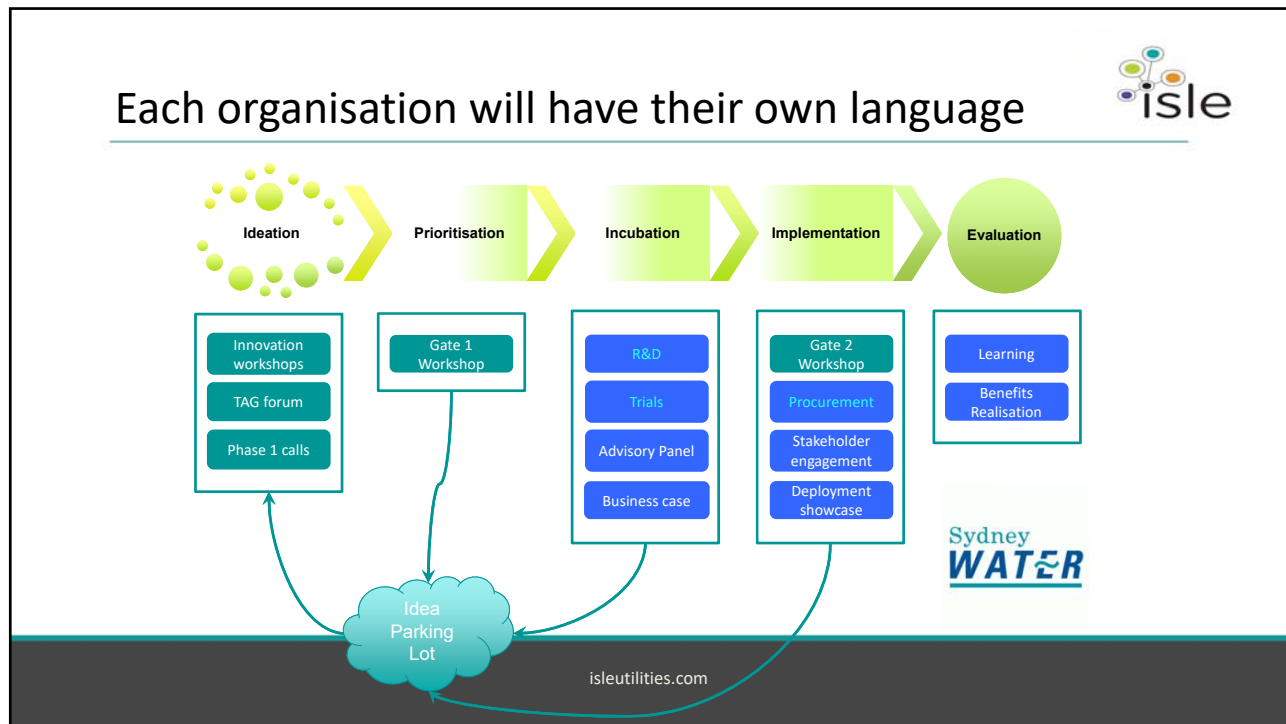 Each organisation will have their own language
isle
Ideation
Prioritisation
Incubation
Implementation
Evaluation
Innovation
workshops
TAG forum
Phase 1 calls
Gate 1
Workshop
R&D
Trials
Advisory Panel
Business case
Gate 2
Workshop
Procurement
Stakeholder
engagement
Deployment
showcase
Learning
Benefits
Realisation
Sydney
WATER
Idea
Parking
Lot
isleutilities.com